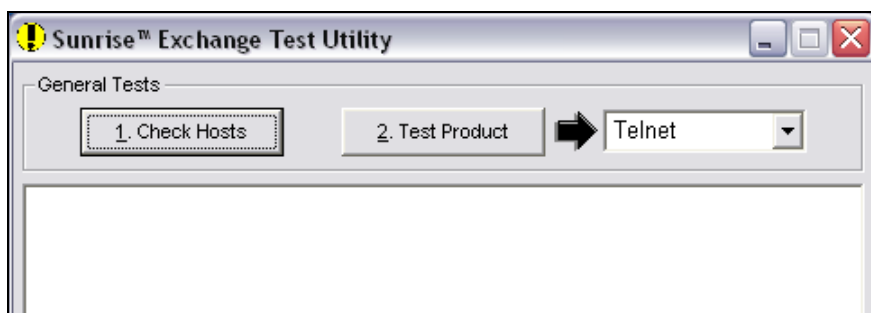 Sunrise™ Exchange Test Utility
General Tests
1. Check Hosts
2. Test Product
Telnet